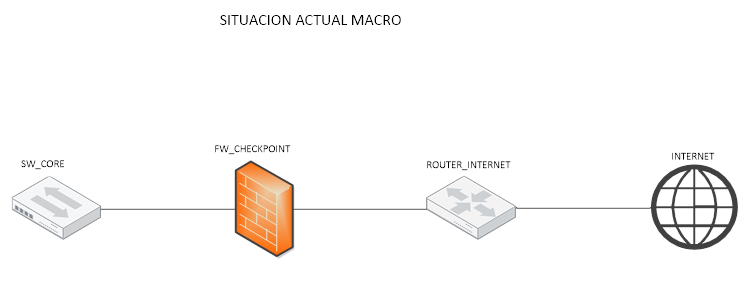 SITUACION ACTUAL MACRO
SW_CORE
FW_CHECKPOINT
ROUTER_INTERNET
INTERNET